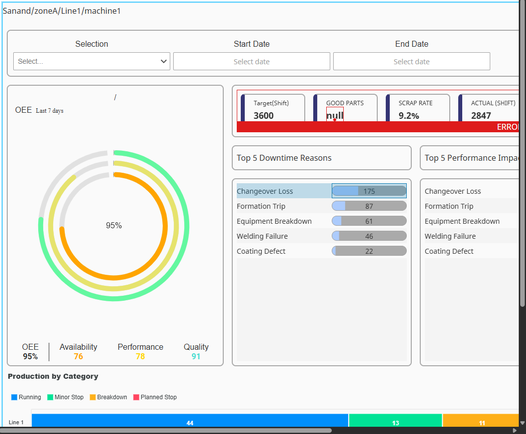 Sanand/zoneA/Line1/machine1
Selection
Start Date
End Date
Select...
Select date
Select date
/
OEE Last 7 days
95%
OEE
95%
Availability
76
Performance
78
Quality
91
Target(Shift)
3600
GOOD PARTS
null
SCRAP RATE
9.2%
ACTUAL (SHIFT)
2847
ERRO
Top 5 Downtime Reasons
Changeover Loss 175
Formation Trip 87
Equipment Breakdown 61
Welding Failure 46
Coating Defect 22
Top 5 Performance Impa
Changeover Loss
Formation Trip
Equipment Breakdown
Welding Failure
Coating Defect
Production by Category
Running Minor Stop Breakdown Planned Stop
Line 1 44 13 11